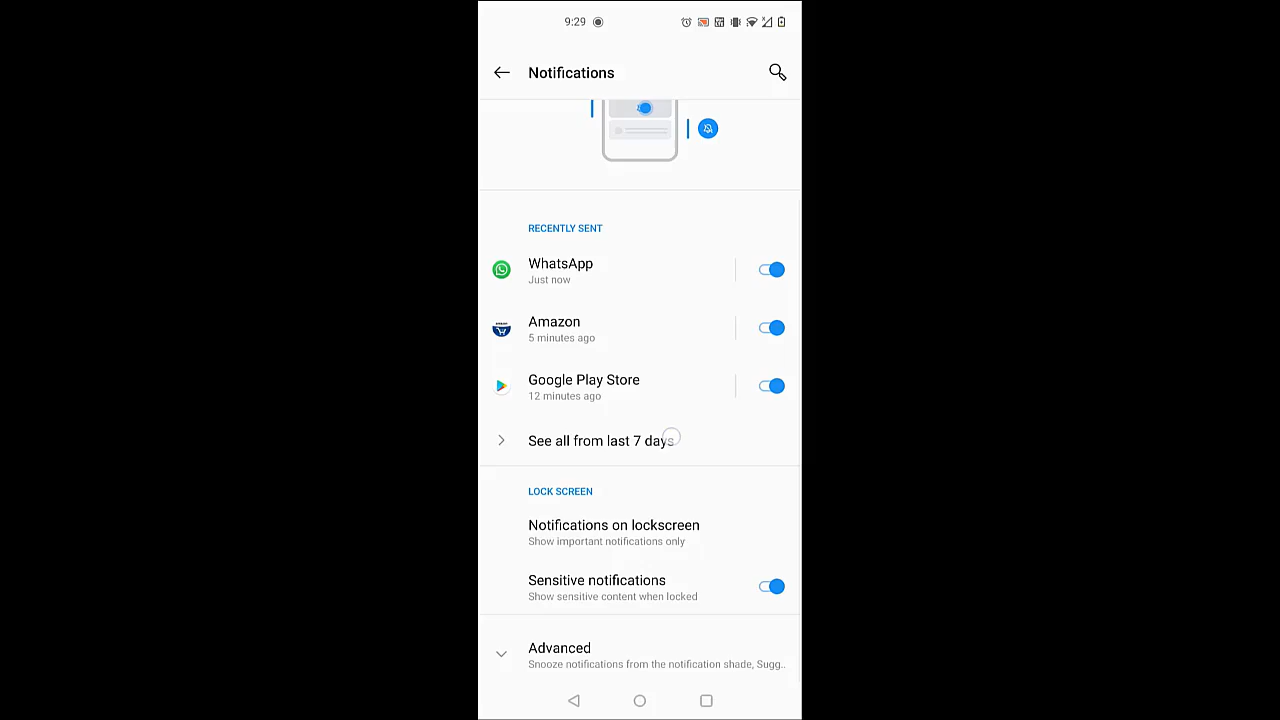 9:29
Notifications
RECENTLY SENT
WhatsApp
Just now
Amazon
5 minutes ago
Google Play Store
12 minutes ago
See all from last 7 days
LOCK SCREEN
Notifications on lockscreen
Show important notifications only
Sensitive notifications
Show sensitive content when locked
Advanced
Snooze notifications from the notification shade, Sugg..